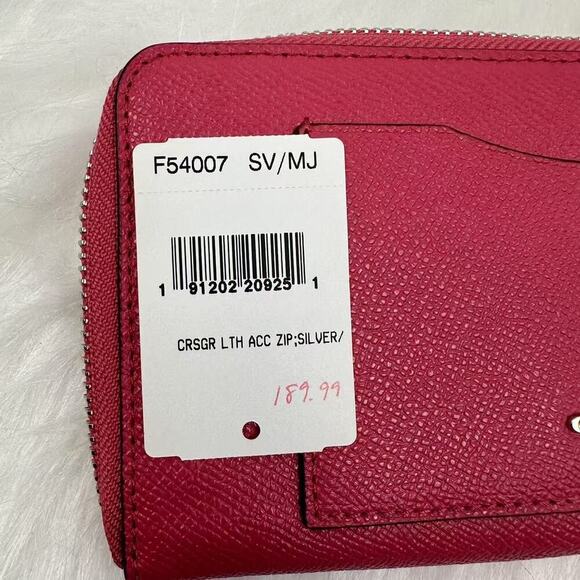 F54007 SV/MJ
1 91202 20925 1
CRSGR LTH ACC ZIP;SILVER/
189.99